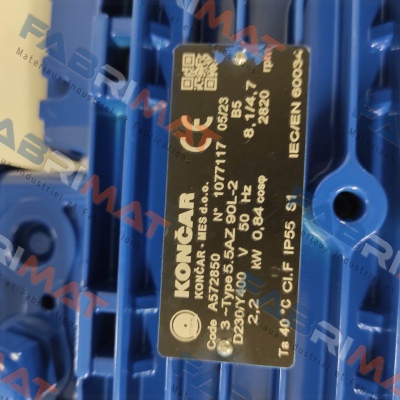 KONČAR
KONČAR - MES d.o.o.
Code A572850 N° 1077117 05/23
3 ~Type 5.5AZ 90L-2 B5
D230/Y400 V 50 Hz 8,1/4,7 A
2,2 kW 0,84 cosφ 2820 rpm
Ta 40 °C Cl.F IP55 S1 IEC/EN 60034
FABRIMAT